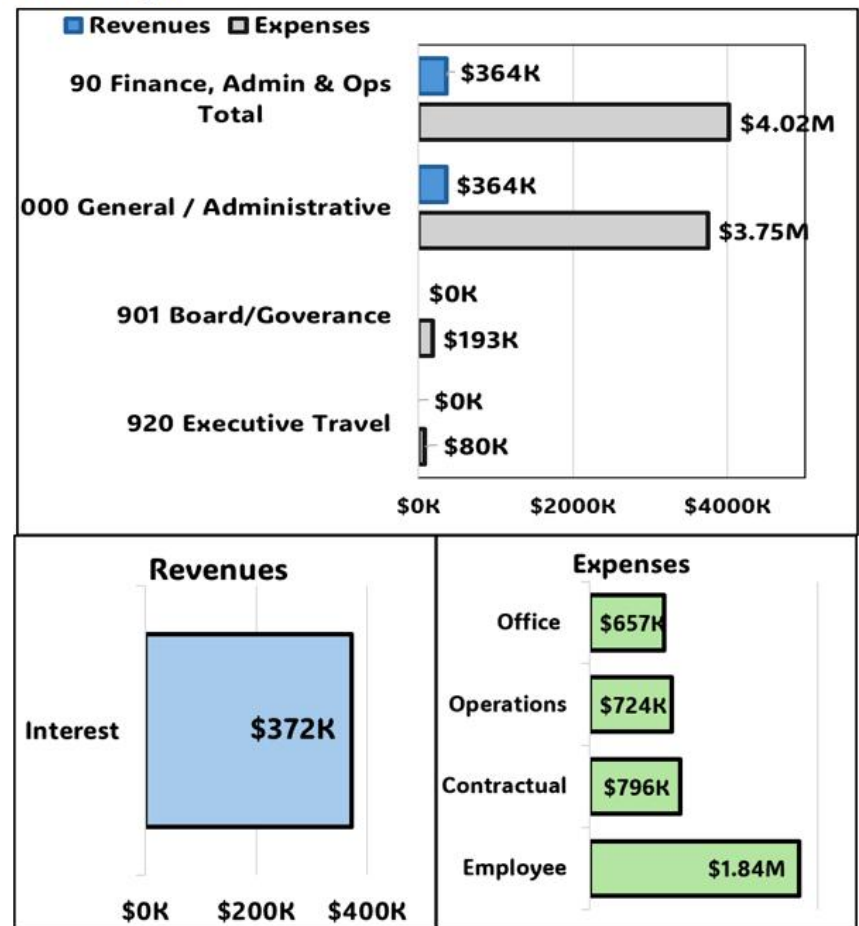 Revenues Expenses
90 Finance, Admin & Ops
Total
$364K
$4.02M
000 General / Administrative
$364K
$3.75M
901 Board/Goverance
$0K
$193K
920 Executive Travel
$0K
$80K
$0K $2000K $4000K
Revenues
Interest
$372K
$0K $200K $400K
Expenses
Office
$657K
Operations
$724K
Contractual
$796K
Employee
$1.84M